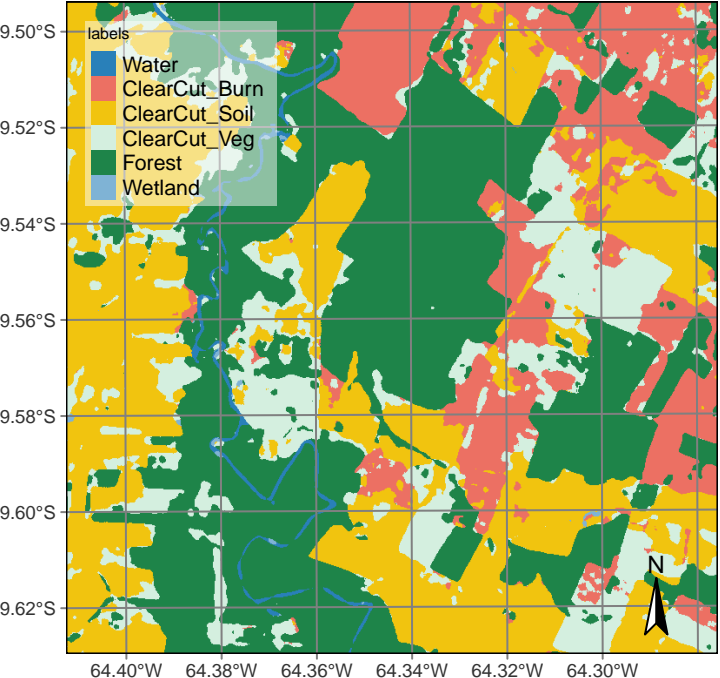 labels
Water
ClearCut_Burn
ClearCut_Soil
ClearCut_Veg
Forest
Wetland
9.50°S
9.52°S
9.54°S
9.56°S
9.58°S
9.60°S
9.62°S
N
64.40°W 64.38°W 64.36°W 64.34°W 64.32°W 64.30°W